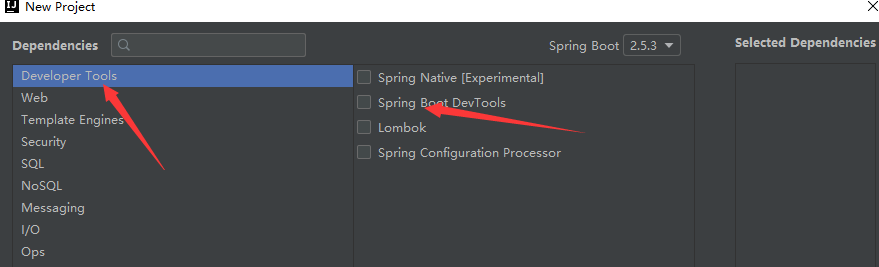 New Project
Dependencies
Spring Boot 2.5.3
Selected Dependencies
Developer Tools
Web
Template Engines
Security
SQL
NoSQL
Messaging
I/O
Ops
Spring Native [Experimental]
Spring Boot DevTools
Lombok
Spring Configuration Processor